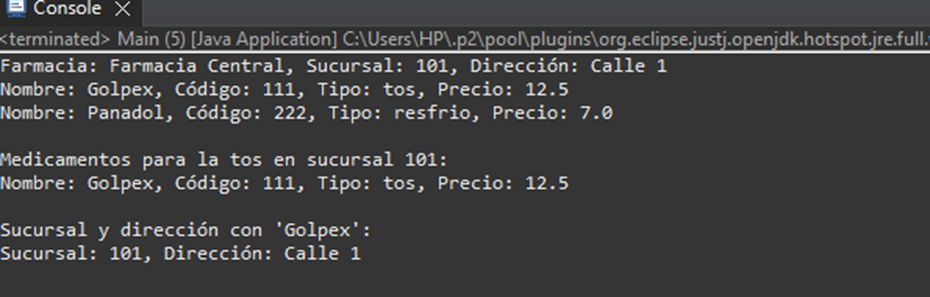 Console
<terminated> Main (5) [Java Application] C:\Users\HP\.p2\pool\plugins\org.eclipse.justj.openjdk.hotspot.jre.full.
Farmacia: Farmacia Central, Sucursal: 101, Dirección: Calle 1
Nombre: Golpex, Código: 111, Tipo: tos, Precio: 12.5
Nombre: Panadol, Código: 222, Tipo: resfrio, Precio: 7.0
Medicamentos para la tos en sucursal 101:
Nombre: Golpex, Código: 111, Tipo: tos, Precio: 12.5
Sucursal y dirección con 'Golpex':
Sucursal: 101, Dirección: Calle 1